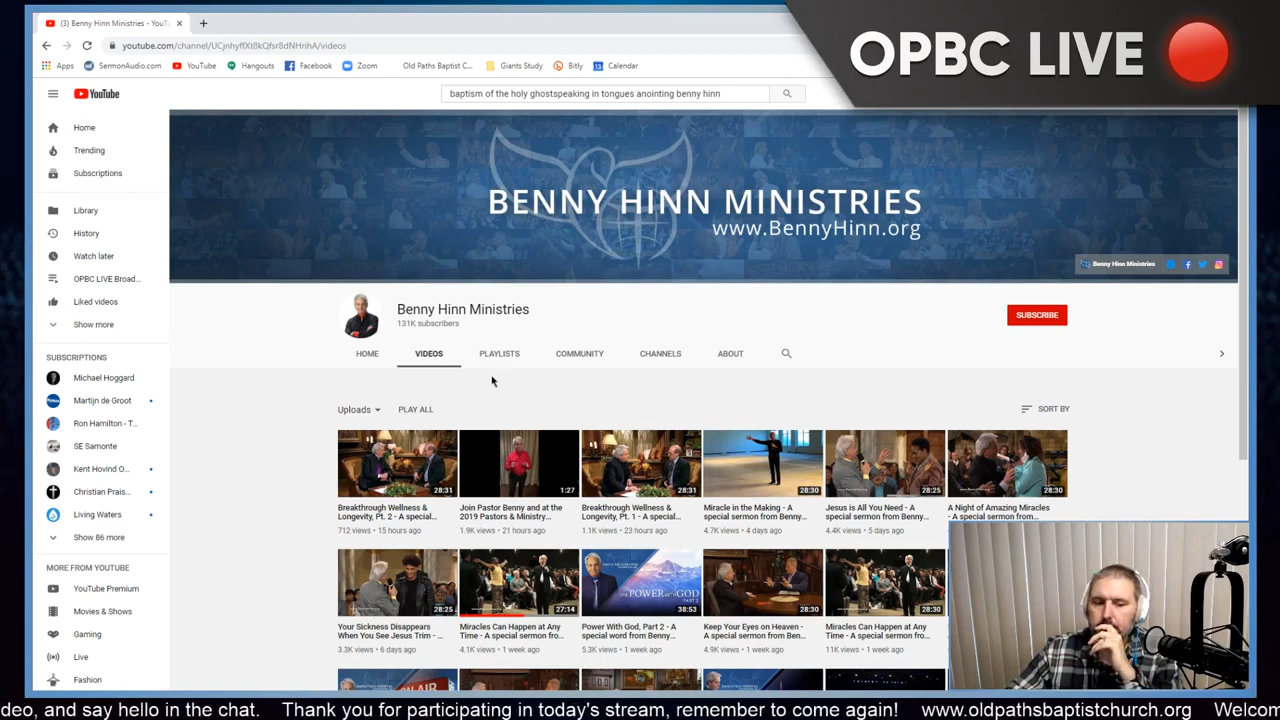 (3) Benny Hinn Ministries - YouT
OPBC LIVE
youtube.com/channel/UCjnhyffXt8kQfsr8dNHnhA/videos
Apps SermonAudio.com YouTube Hangouts Facebook Zoom Old Paths Baptist C... Giants Study Bitly Calendar
YouTube
baptism of the holy ghostspeaking in tongues anointing benny hinn
Home
Trending
Subscriptions
Library
History
Watch later
OPBC LIVE Broad...
Liked videos
Show more
SUBSCRIPTIONS
Michael Hoggard
Martijn de Groot
Ron Hamilton - T...
SE Samonte
Kent Hovind O...
Christian Prais...
Living Waters
Show 86 more
MORE FROM YOUTUBE
YouTube Premium
Movies & Shows
Gaming
Live
Fashion
BENNY HINN MINISTRIES
www.BennyHinn.org
Benny Hinn Ministries
Benny Hinn Ministries
131K subscribers
SUBSCRIBE
HOME VIDEOS PLAYLISTS COMMUNITY CHANNELS ABOUT
Uploads PLAY ALL SORT BY
28:31 1:27 28:31 28:30 28:25 28:30
Breakthrough Wellness &
Longevity, Pt. 2 - A special...
712 views • 15 hours ago
Join Pastor Benny and at the
2019 Pastors & Ministry...
1.9K views • 21 hours ago
Breakthrough Wellness &
Longevity, Pt. 1 - A special...
1.1K views • 23 hours ago
Miracle in the Making - A
special sermon from Benny...
4.7K views • 4 days ago
Jesus is All You Need - A
special sermon from Benny...
4.4K views • 5 days ago
A Night of Amazing Miracles
- A special sermon from...
THE POWER WITH GOD
PART 2
28:25 27:14 38:53 28:30 28:30
Your Sickness Disappears
When You See Jesus Trim - ...
3.3K views • 6 days ago
Miracles Can Happen at Any
Time - A special sermon fro...
4.1K views • 1 week ago
Power With God, Part 2 - A
special word from Benny...
5.3K views • 1 week ago
Keep Your Eyes on Heaven -
A special sermon from Ben...
4.9K views • 1 week ago
Miracles Can Happen at Any
Time - A special sermon fro...
11K views • 1 week ago
ON AIR
deo, and say hello in the chat. Thank you for participating in today's stream, remember to come again! www.oldpathsbaptistchurch.org Welcom